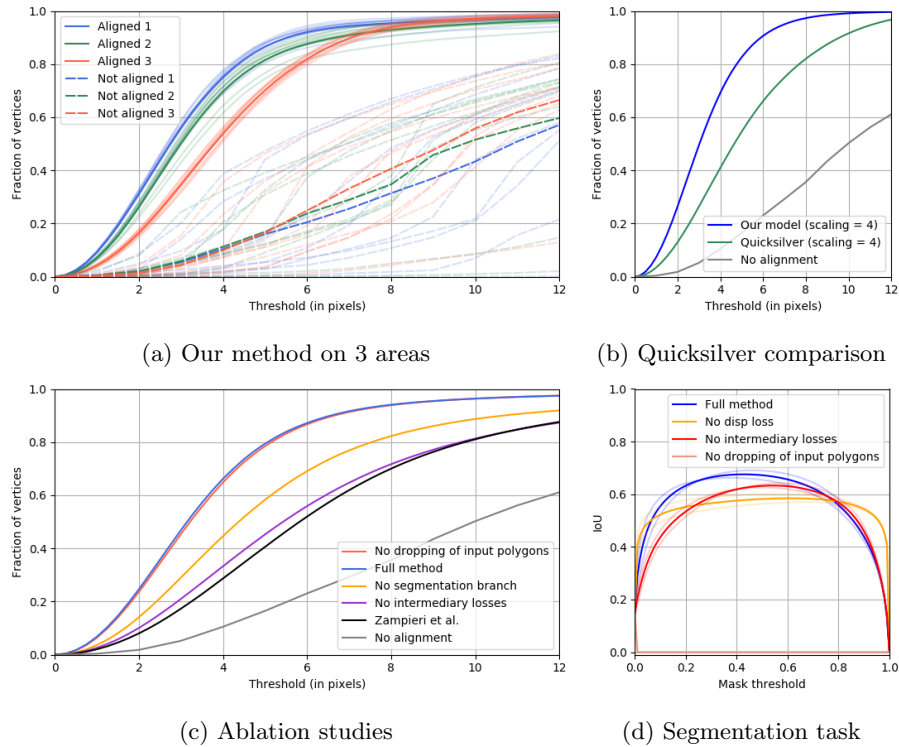 1.0
0.8
0.6
0.4
0.2
0.0
Fraction of vertices
Aligned 1
Aligned 2
Aligned 3
Not aligned 1
Not aligned 2
Not aligned 3
0 2 4 6 8 10 12
Threshold (in pixels)
(a) Our method on 3 areas
1.0
0.8
0.6
0.4
0.2
0.0
Fraction of vertices
Our model (scaling = 4)
Quicksilver (scaling = 4)
No alignment
0 2 4 6 8 10 12
Threshold (in pixels)
(b) Quicksilver comparison
1.0
0.8
0.6
0.4
0.2
0.0
Fraction of vertices
No dropping of input polygons
Full method
No segmentation branch
No intermediary losses
Zampieri et al.
No alignment
0 2 4 6 8 10 12
Threshold (in pixels)
(c) Ablation studies
1.0
0.8
0.6
0.4
0.2
0.0
IoU
Full method
No disp loss
No intermediary losses
No dropping of input polygons
0.0 0.2 0.4 0.6 0.8 1.0
Mask threshold
(d) Segmentation task